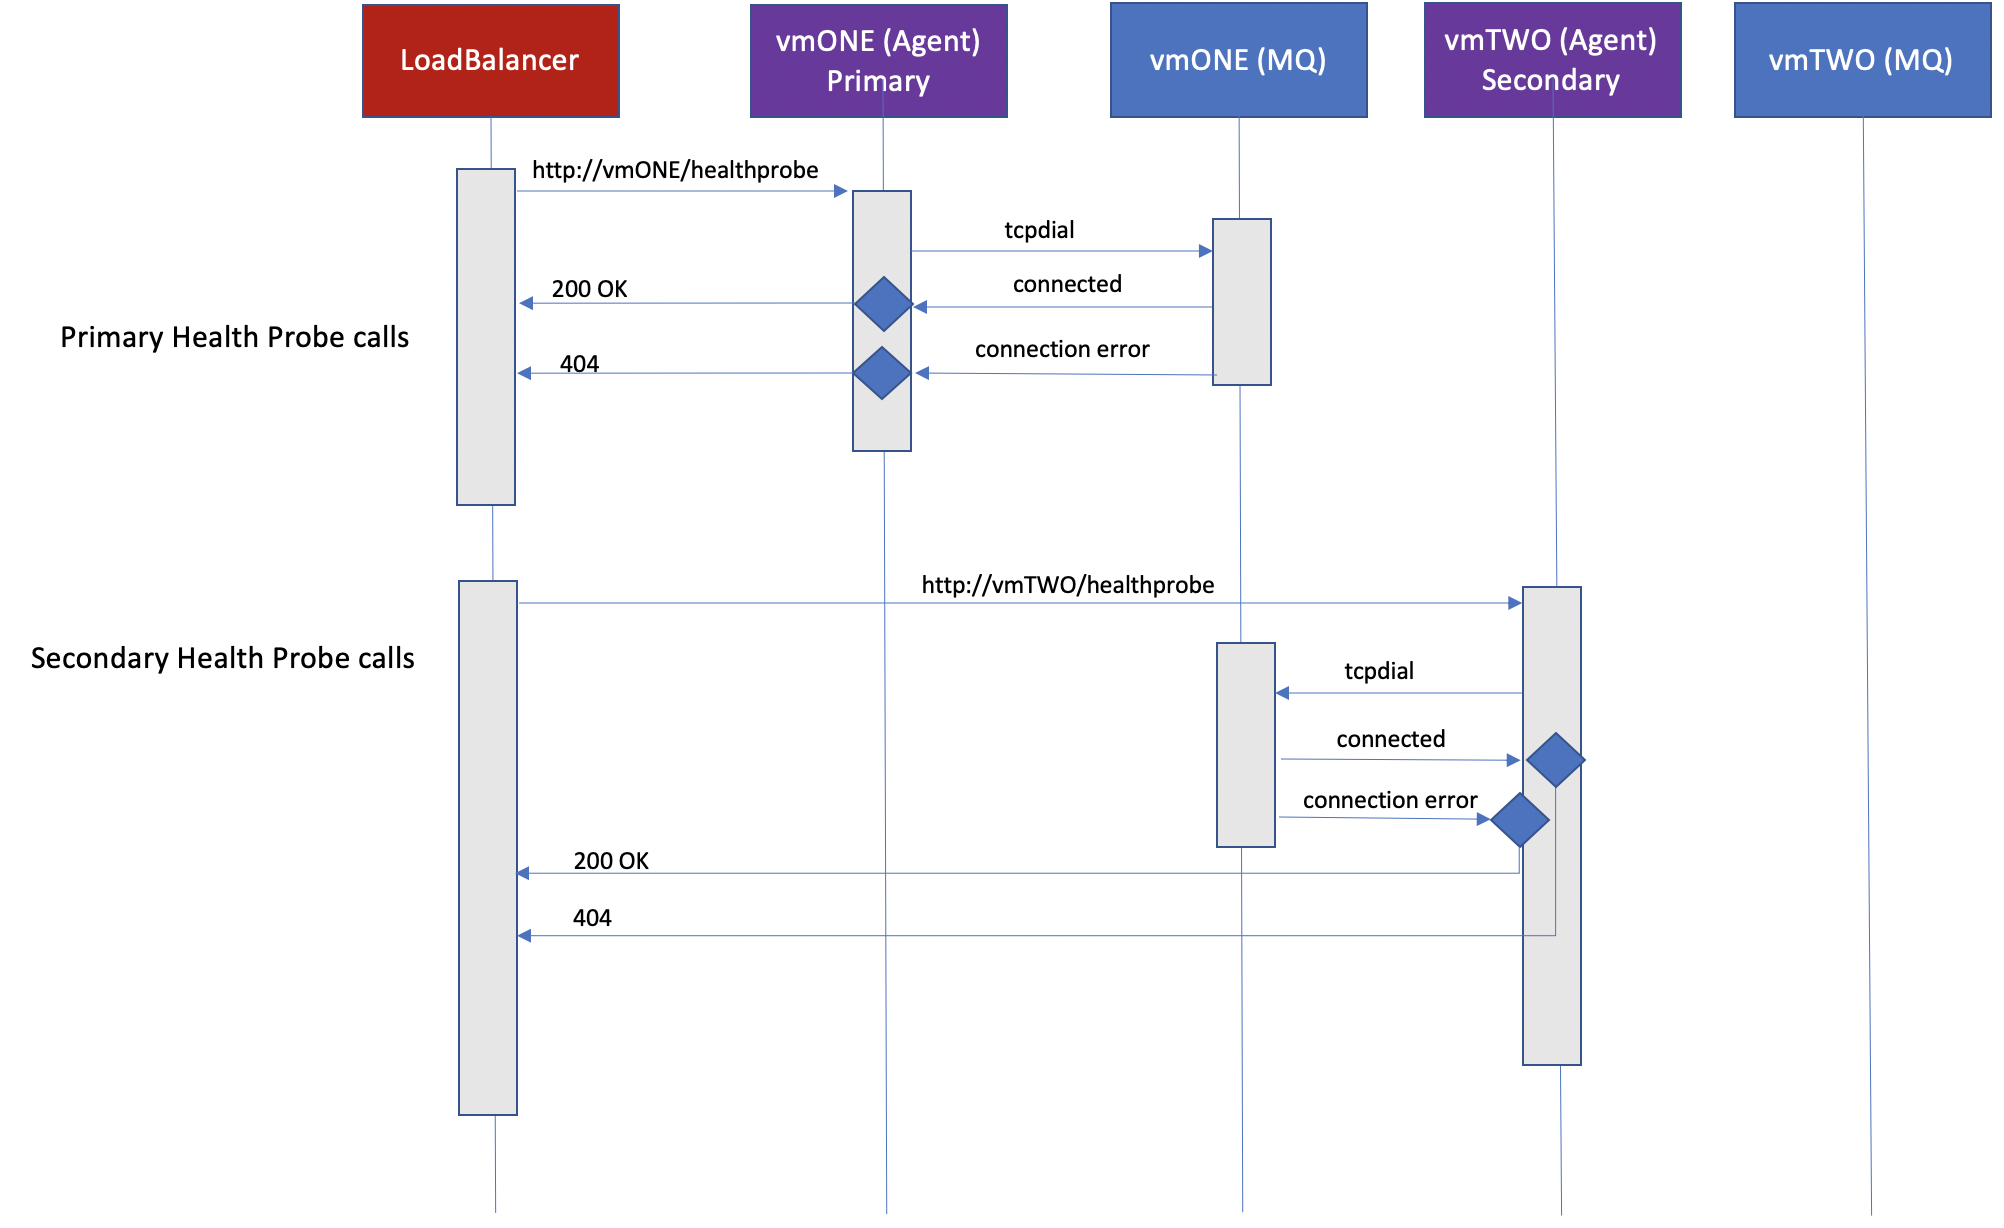 LoadBalancer
vmONE (Agent)
Primary
vmONE (MQ)
vmTWO (Agent)
Secondary
vmTWO (MQ)
http://vmONE/healthprobe
tcpdial
connected
200 OK
Primary Health Probe calls
connection error
404
http://vmTWO/healthprobe
Secondary Health Probe calls
tcpdial
connected
connection error
200 OK
404